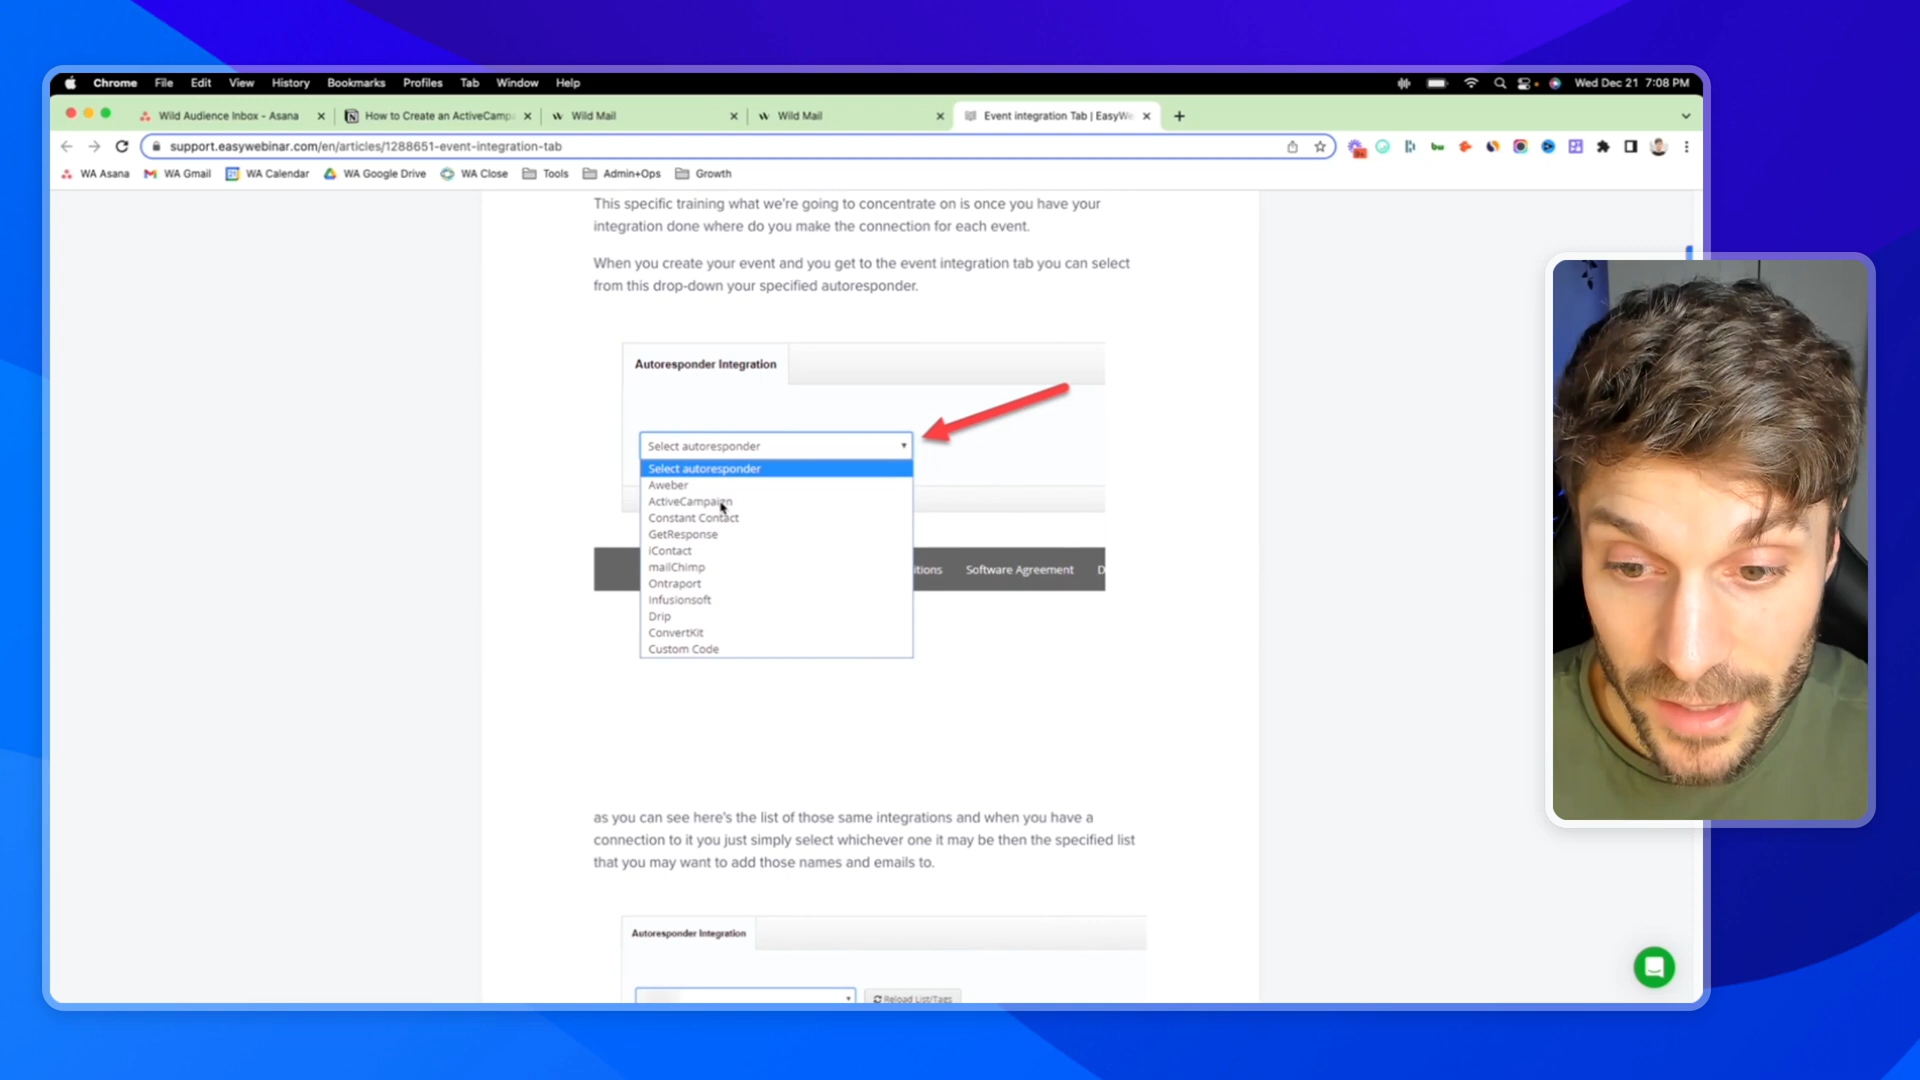 Chrome File Edit View History Bookmarks Profiles Tab Window Help Wed Dec 21 7:08 PM
Wild Audience Inbox - Asana How to Create an ActiveCamp Wild Mail Wild Mail Event integration Tab | EasyWe
support.easywebinar.com/en/articles/1288651-event-integration-tab
WA Asana WA Gmail WA Calendar WA Google Drive WA Close Tools Admin+Ops Growth
This specific training what we're going to concentrate on is once you have your
integration done where do you make the connection for each event.
When you create your event and you get to the event integration tab you can select
from this drop-down your specified autoresponder.
Autoresponder Integration
Select autoresponder
Select autoresponder
Aweber
ActiveCampaign
Constant Contact
GetResponse
iContact
mailChimp
Ontraport
Infusionsoft
Drip
ConvertKit
Custom Code
itions Software Agreement D
as you can see here's the list of those same integrations and when you have a
connection to it you just simply select whichever one it may be then the specified list
that you may want to add those names and emails to.
Autoresponder Integration
Reload List/Tags